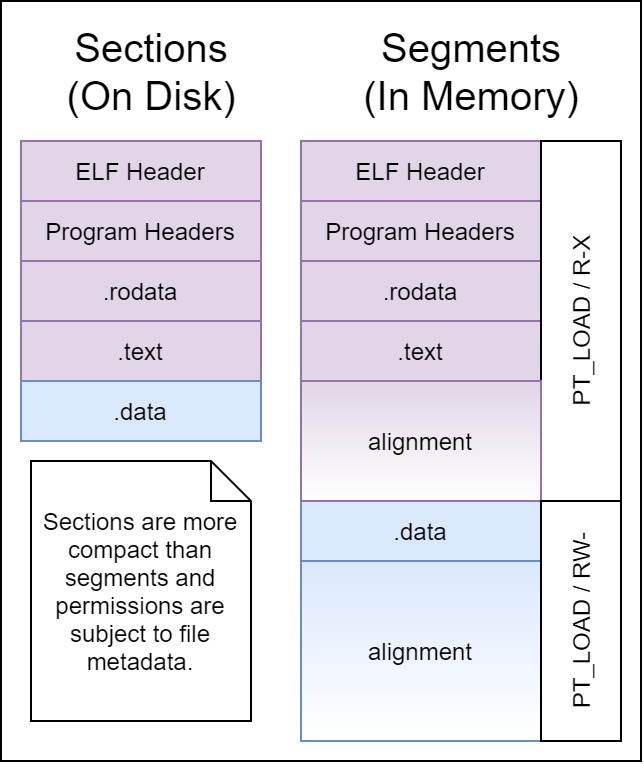 Sections
(On Disk)
ELF Header
Program Headers
.rodata
.text
.data
Sections are more
compact than
segments and
permissions are
subject to file
metadata.
Segments
(In Memory)
ELF Header
Program Headers
.rodata
.text
alignment
.data
alignment
PT_LOAD / R-X
PT_LOAD / RW-